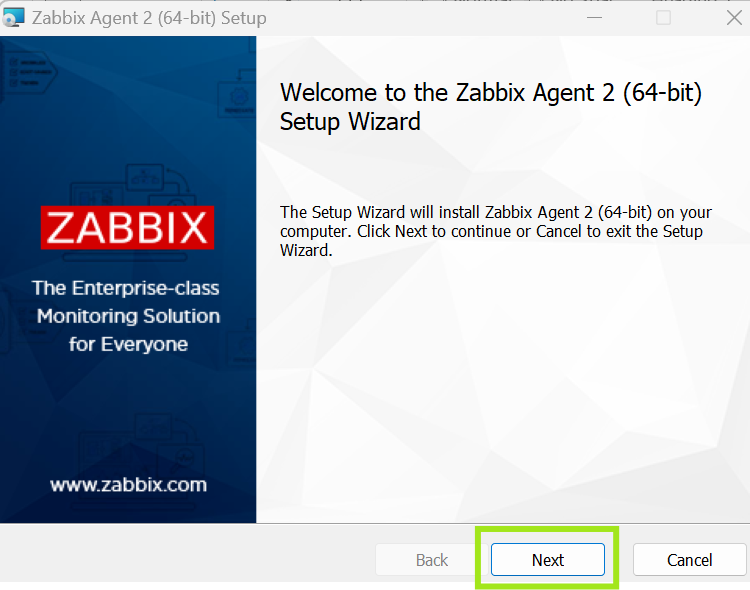 Zabbix Agent 2 (64-bit) Setup
Welcome to the Zabbix Agent 2 (64-bit)
Setup Wizard
The Setup Wizard will install Zabbix Agent 2 (64-bit) on your
computer. Click Next to continue or Cancel to exit the Setup
Wizard.
ZABBIX
The Enterprise-class
Monitoring Solution
for Everyone
www.zabbix.com
Back
Next
Cancel